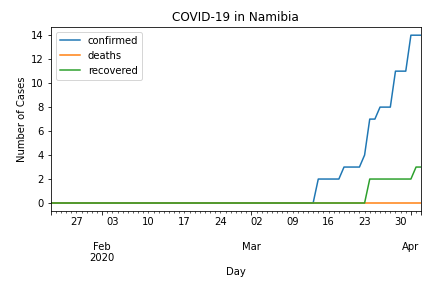 COVID-19 in Namibia
confirmed
deaths
recovered
Number of Cases
14
12
10
8
6
4
2
0
27 03 10 17 24 02 09 16 23 30
Feb Mar Apr
2020
Day